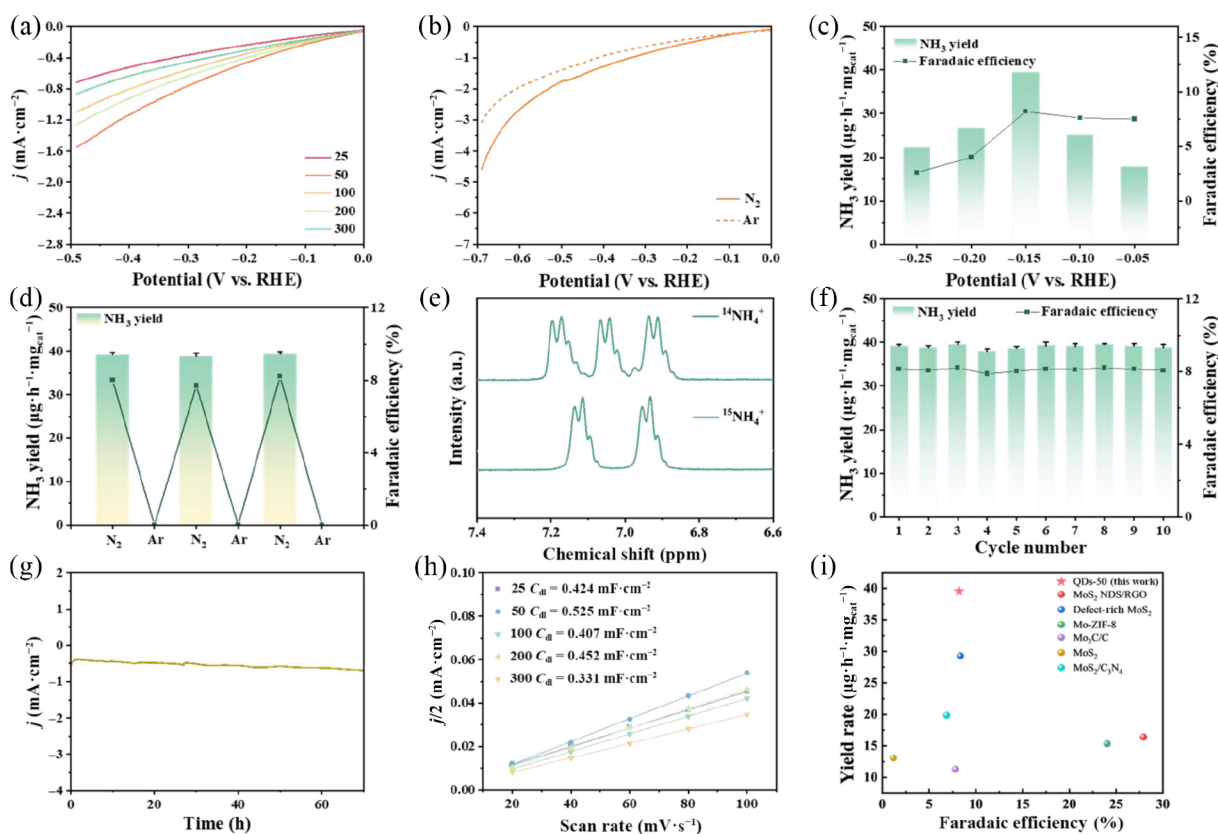 (a)
0.0
−0.4
−0.8
−1.2
−1.6
−2.0
−2.4
−2.8
j (mA·cm⁻²)
25
50
100
200
300
−0.5 −0.4 −0.3 −0.2 −0.1 0.0
Potential (V vs. RHE)
(b)
0
−1
−2
−3
−4
−5
−6
−7
j (mA·cm⁻²)
N₂
Ar
−0.7 −0.6 −0.5 −0.4 −0.3 −0.2 −0.1 0.0
Potential (V vs. RHE)
(c)
50
40
30
20
10
0
NH₃ yield (µg·h⁻¹·mg꜀ₐₜ⁻¹)
NH₃ yield
Faradaic efficiency
15
10
5
0
Faradaic efficiency (%)
−0.25 −0.20 −0.15 −0.10 −0.05
Potential (V vs. RHE)
(d)
50
40
30
20
10
0
NH₃ yield (µg·h⁻¹·mg꜀ₐₜ⁻¹)
NH₃ yield
12
8
4
0
Faradaic efficiency (%)
N₂ Ar N₂ Ar N₂ Ar
(e)
Intensity (a.u.)
¹⁴NH₄⁺
¹⁵NH₄⁺
7.4 7.2 7.0 6.8 6.6
Chemical shift (ppm)
(f)
50
40
30
20
10
0
NH₃ yield (µg·h⁻¹·mg꜀ₐₜ⁻¹)
NH₃ yield
Faradaic efficiency
12
8
4
0
Faradaic efficiency (%)
1 2 3 4 5 6 7 8 9 10
Cycle number
(g)
2
1
0
−1
−2
−3
−4
j (mA·cm⁻²)
0 20 40 60
Time (h)
(h)
0.10
0.08
0.06
0.04
0.02
0.00
j/2 (mA·cm⁻²)
25 C_dl = 0.424 mF·cm⁻²
50 C_dl = 0.525 mF·cm⁻²
100 C_dl = 0.407 mF·cm⁻²
200 C_dl = 0.452 mF·cm⁻²
300 C_dl = 0.331 mF·cm⁻²
20 40 60 80 100
Scan rate (mV·s⁻¹)
(i)
40
35
30
25
20
15
10
Yield rate (µg·h⁻¹·mg꜀ₐₜ⁻¹)
QDs-50 (this work)
MoS₂ NDS/RGO
Defect-rich MoS₂
Mo-ZIF-8
Mo₂C/C
MoS₂
MoS₂/C₃N₄
0 5 10 15 20 25 30
Faradaic efficiency (%)